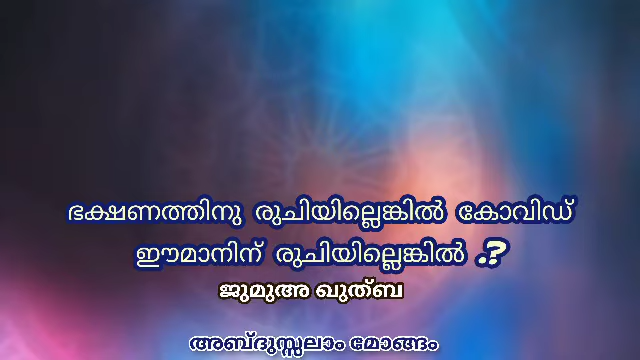 ഭക്ഷണത്തിനു രുചിയില്ലെങ്കിൽ കോവിഡ്
ഈമാനിന് രുചിയില്ലെങ്കിൽ .?
ജുമുഅ ഖുത്ബ
അബ്ദുസ്സലാം മോങ്ങം